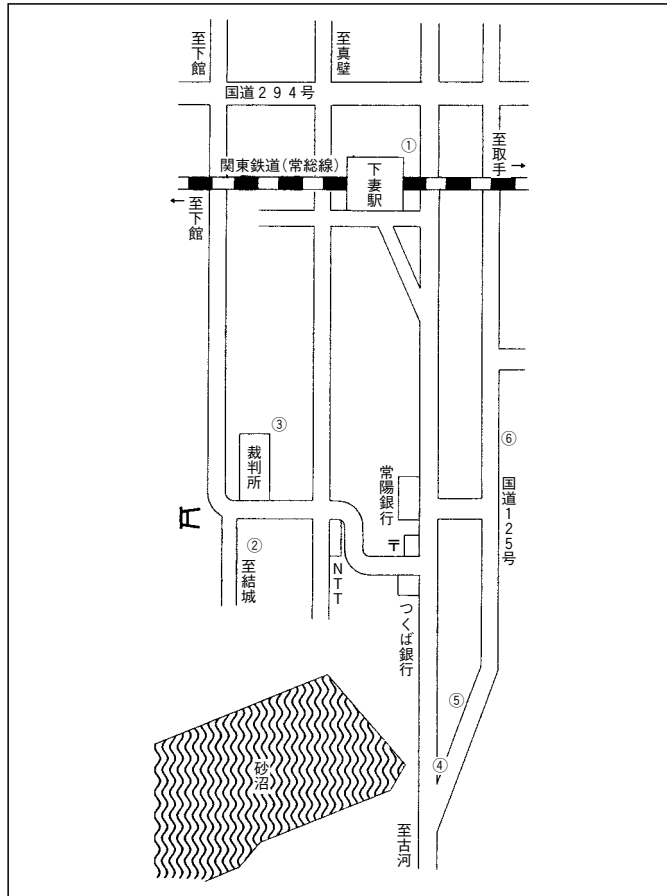 至下館
至真壁
国道294号
①
至取手
関東鉄道(常総線)
下妻駅
至下館
③
裁判所
⑥
国道125号
常陽銀行
〒
②
至結城
NTT
つくば銀行
⑤
④
砂沼
至古河